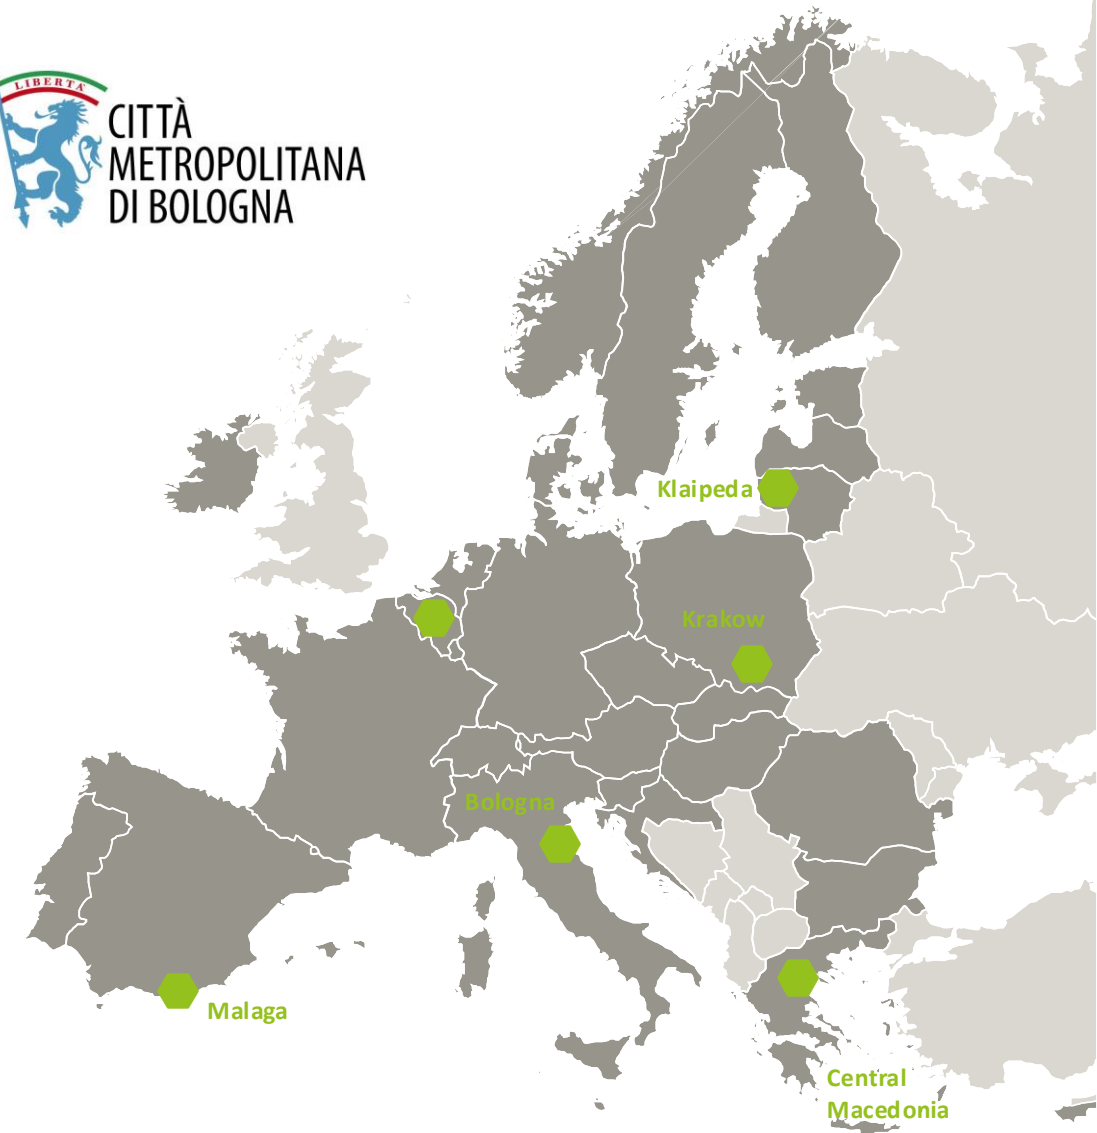 LIBERTA'
CITTÀ
METROPOLITANA
DI BOLOGNA
Klaipeda
Krakow
Bologna
Malaga
Central
Macedonia